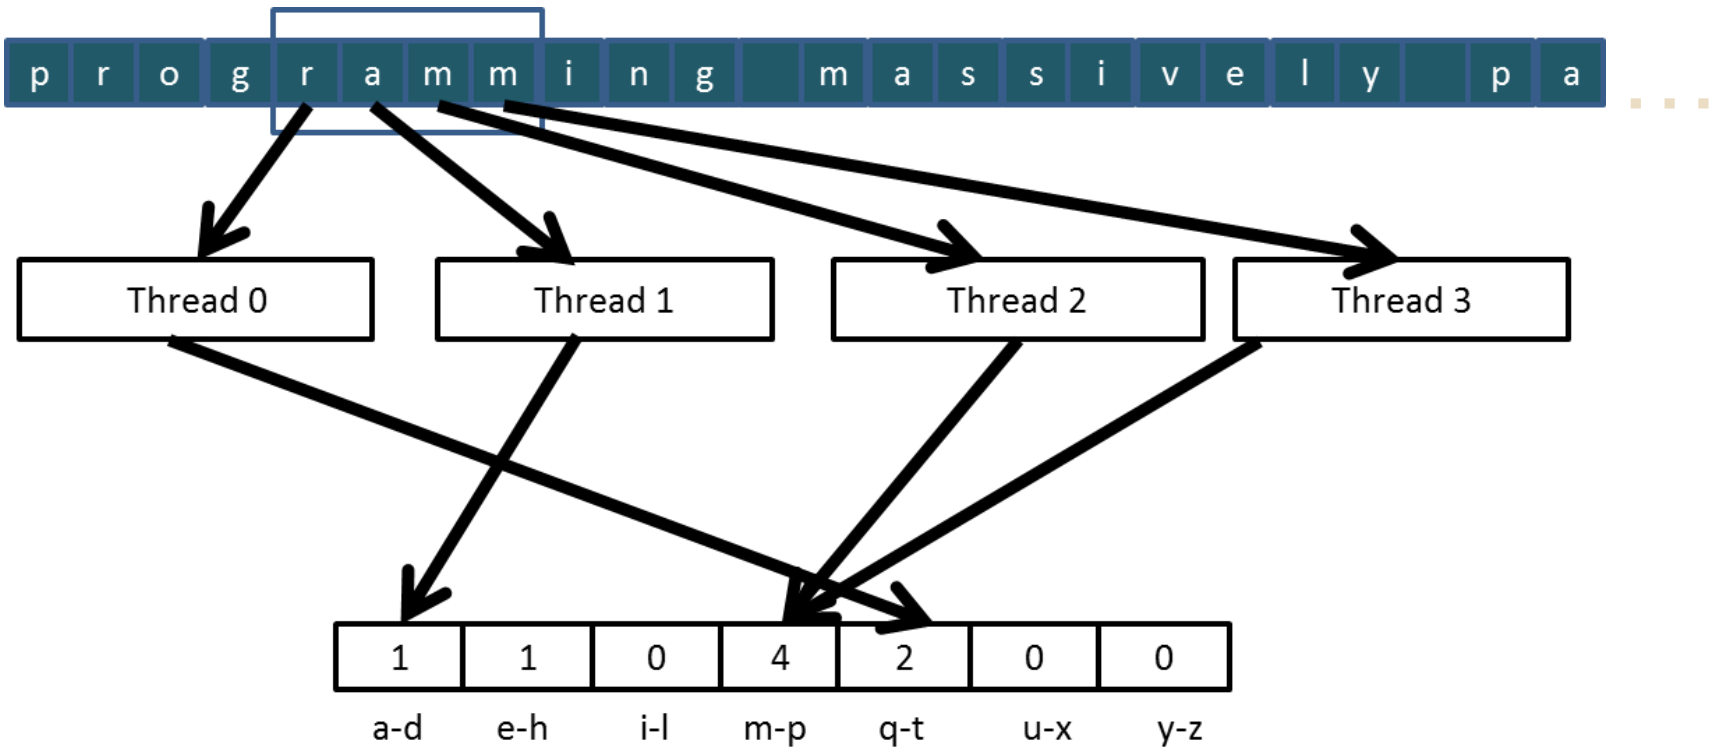 p r o g r a m m i n g m a s s i v e l y p a . . .
Thread 0 Thread 1 Thread 2 Thread 3
1 1 0 4 2 0 0
a-d e-h i-l m-p q-t u-x y-z